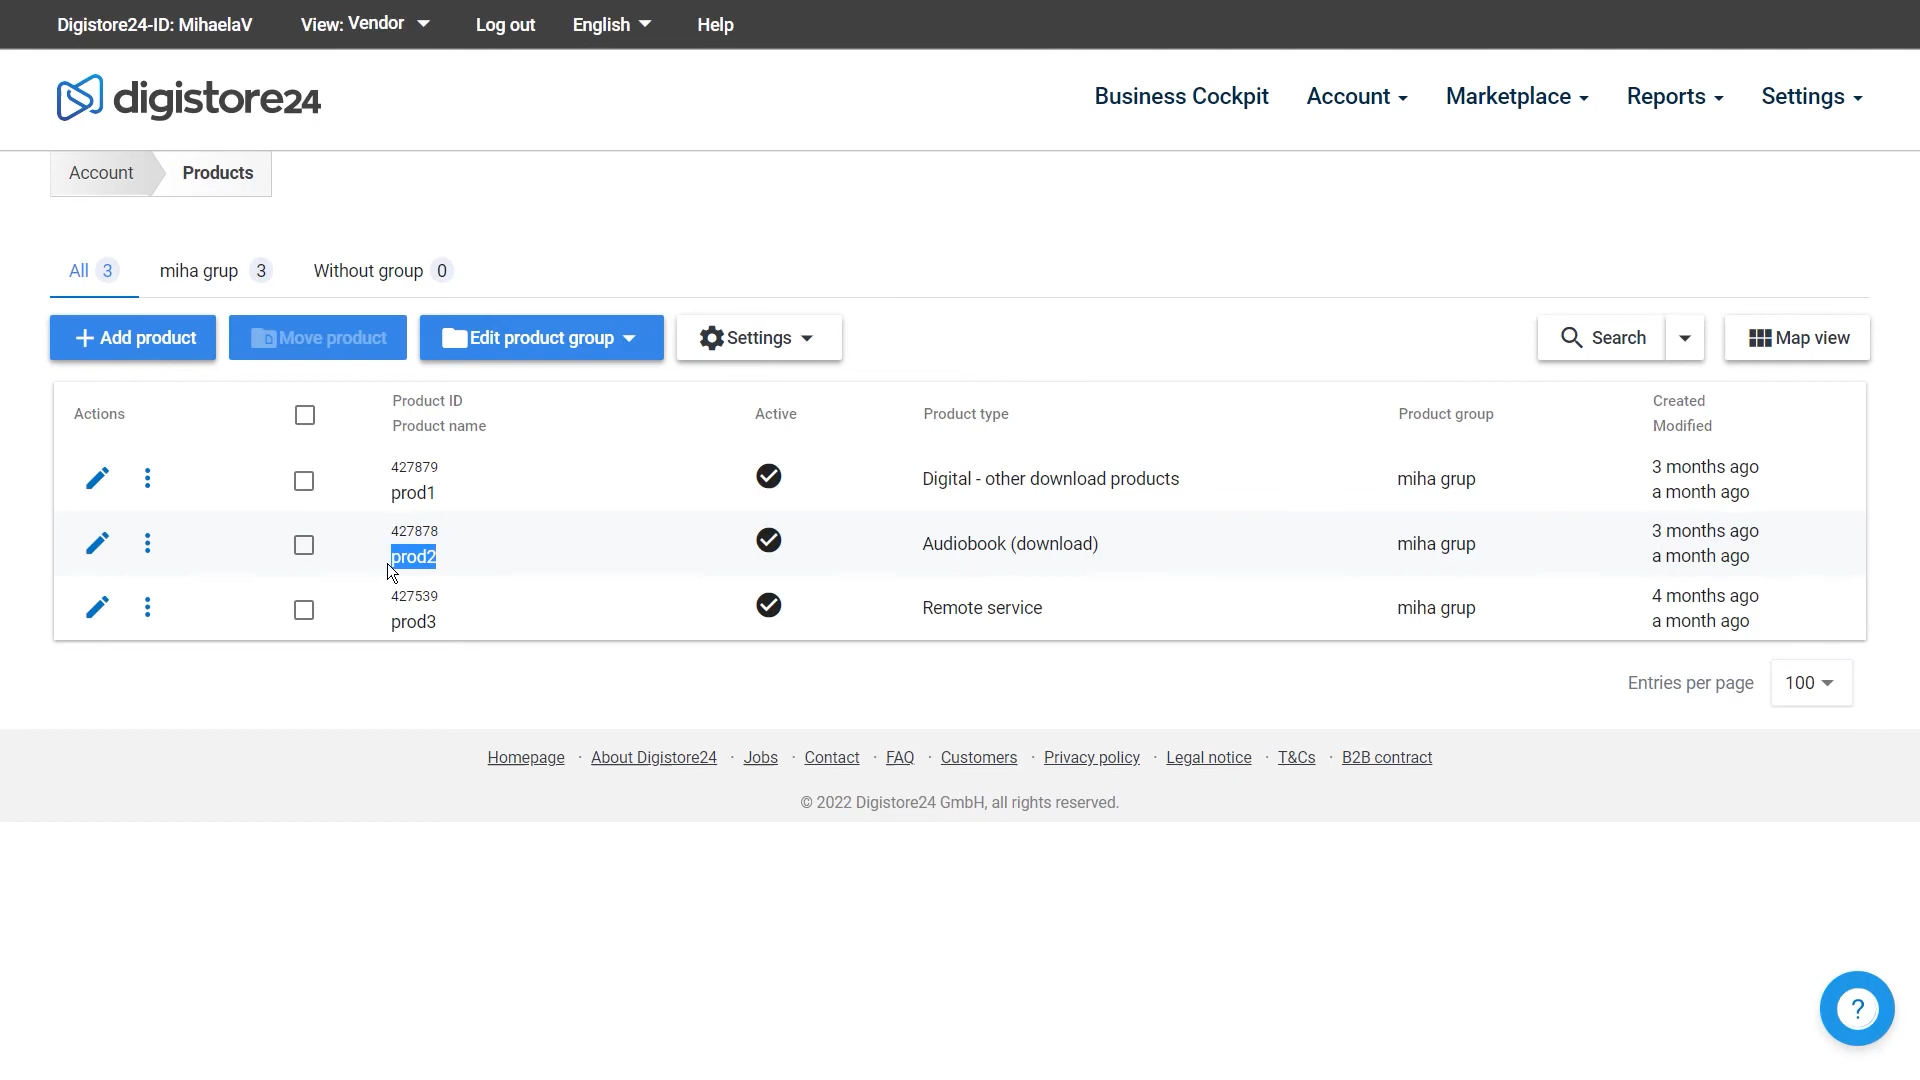 Digistore24-ID: MihaelaV View: Vendor Log out English Help
digistore24
Business Cockpit Account Marketplace Reports Settings
Account Products
All 3 miha grup 3 Without group 0
Add product Move product Edit product group Settings Search Map view
Actions Product ID Product name Active Product type Product group Created Modified
427879
prod1
Digital - other download products miha grup
3 months ago
a month ago
427878
prod2
Audiobook (download) miha grup
3 months ago
a month ago
427539
prod3
Remote service miha grup
4 months ago
a month ago
Entries per page 100
Homepage · About Digistore24 · Jobs · Contact · FAQ · Customers · Privacy policy · Legal notice · T&Cs · B2B contract
© 2022 Digistore24 GmbH, all rights reserved.
?